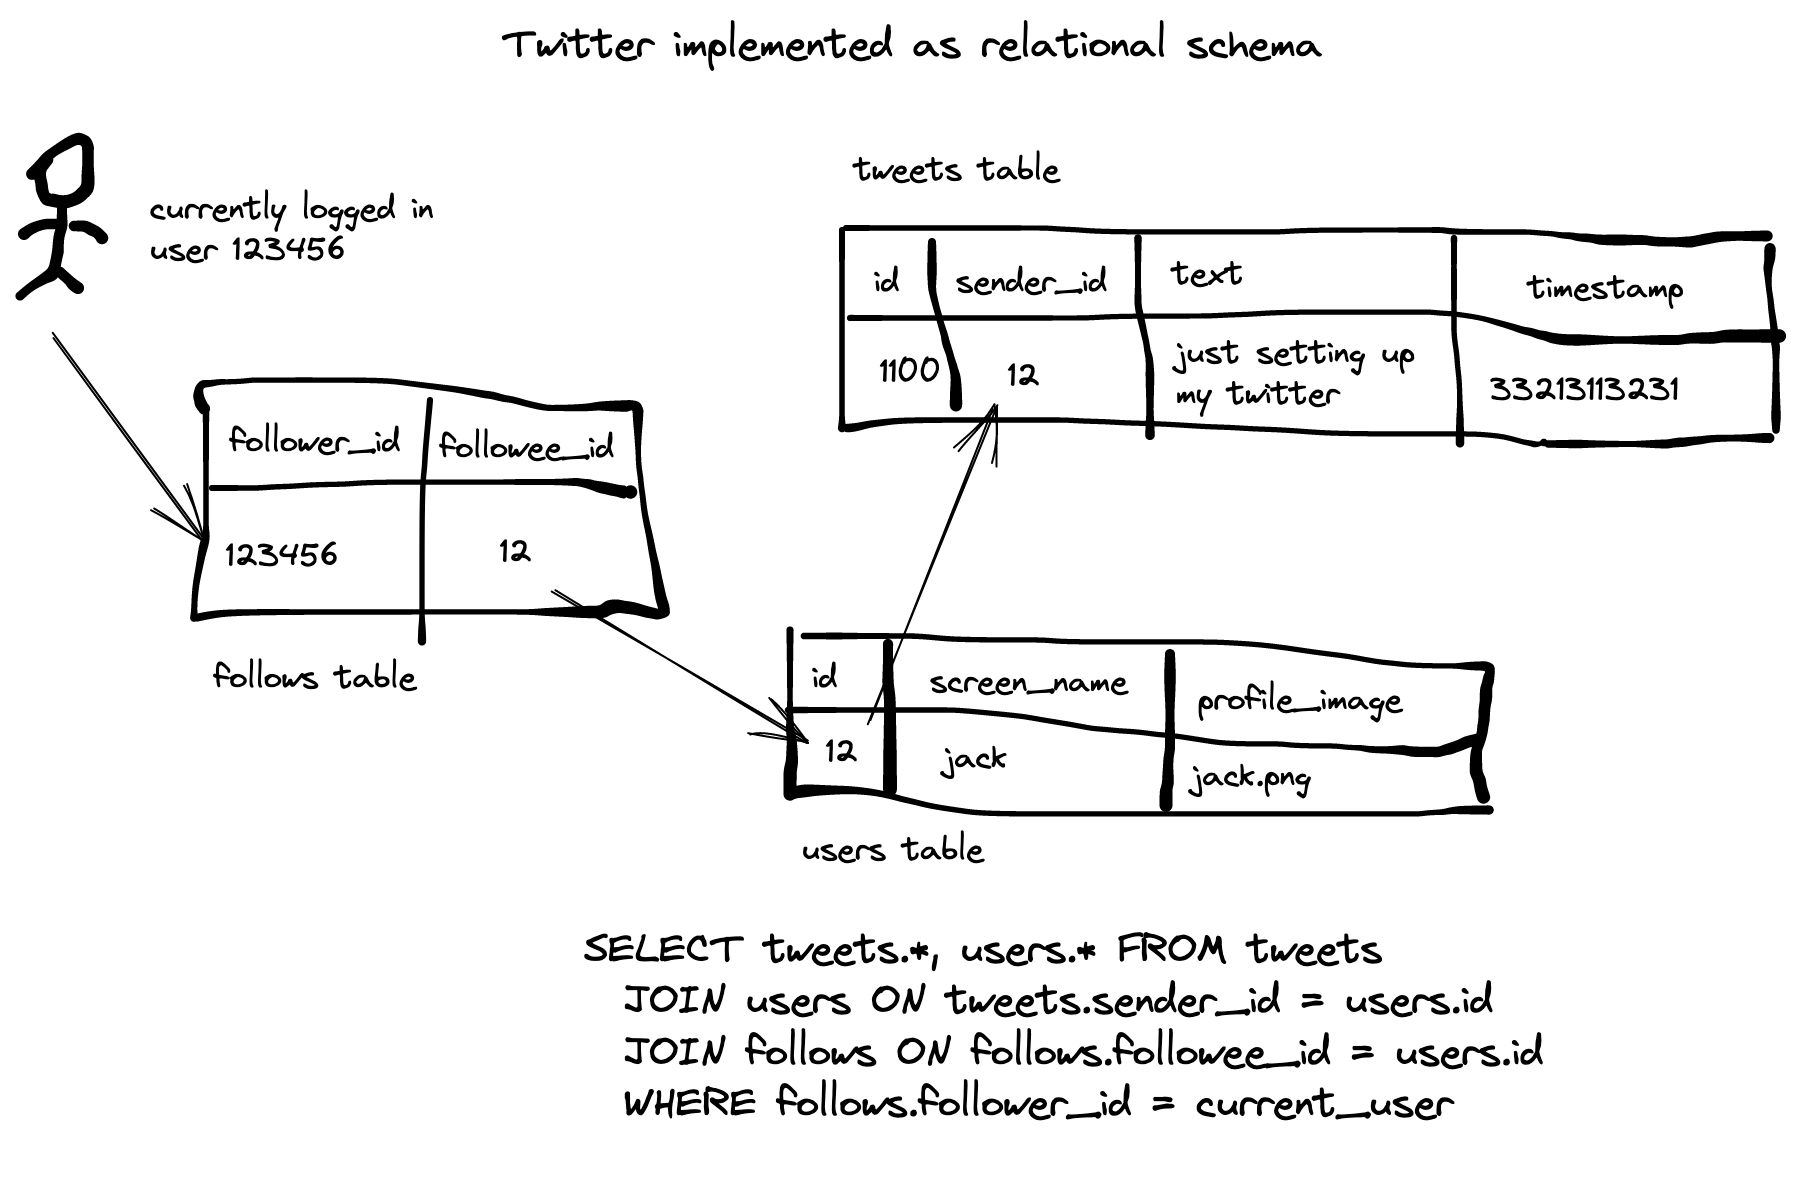 Twitter implemented as relational schema
currently logged in
user 123456
tweets table
id sender_id text timestamp
1100 12 just setting up
my twitter 33213113231
follower_id followee_id
123456 12
follows table
id screen_name profile_image
12 jack jack.png
users table
SELECT tweets.*, users.* FROM tweets
JOIN users ON tweets.sender_id = users.id
JOIN follows ON follows.followee_id = users.id
WHERE follows.follower_id = current_user